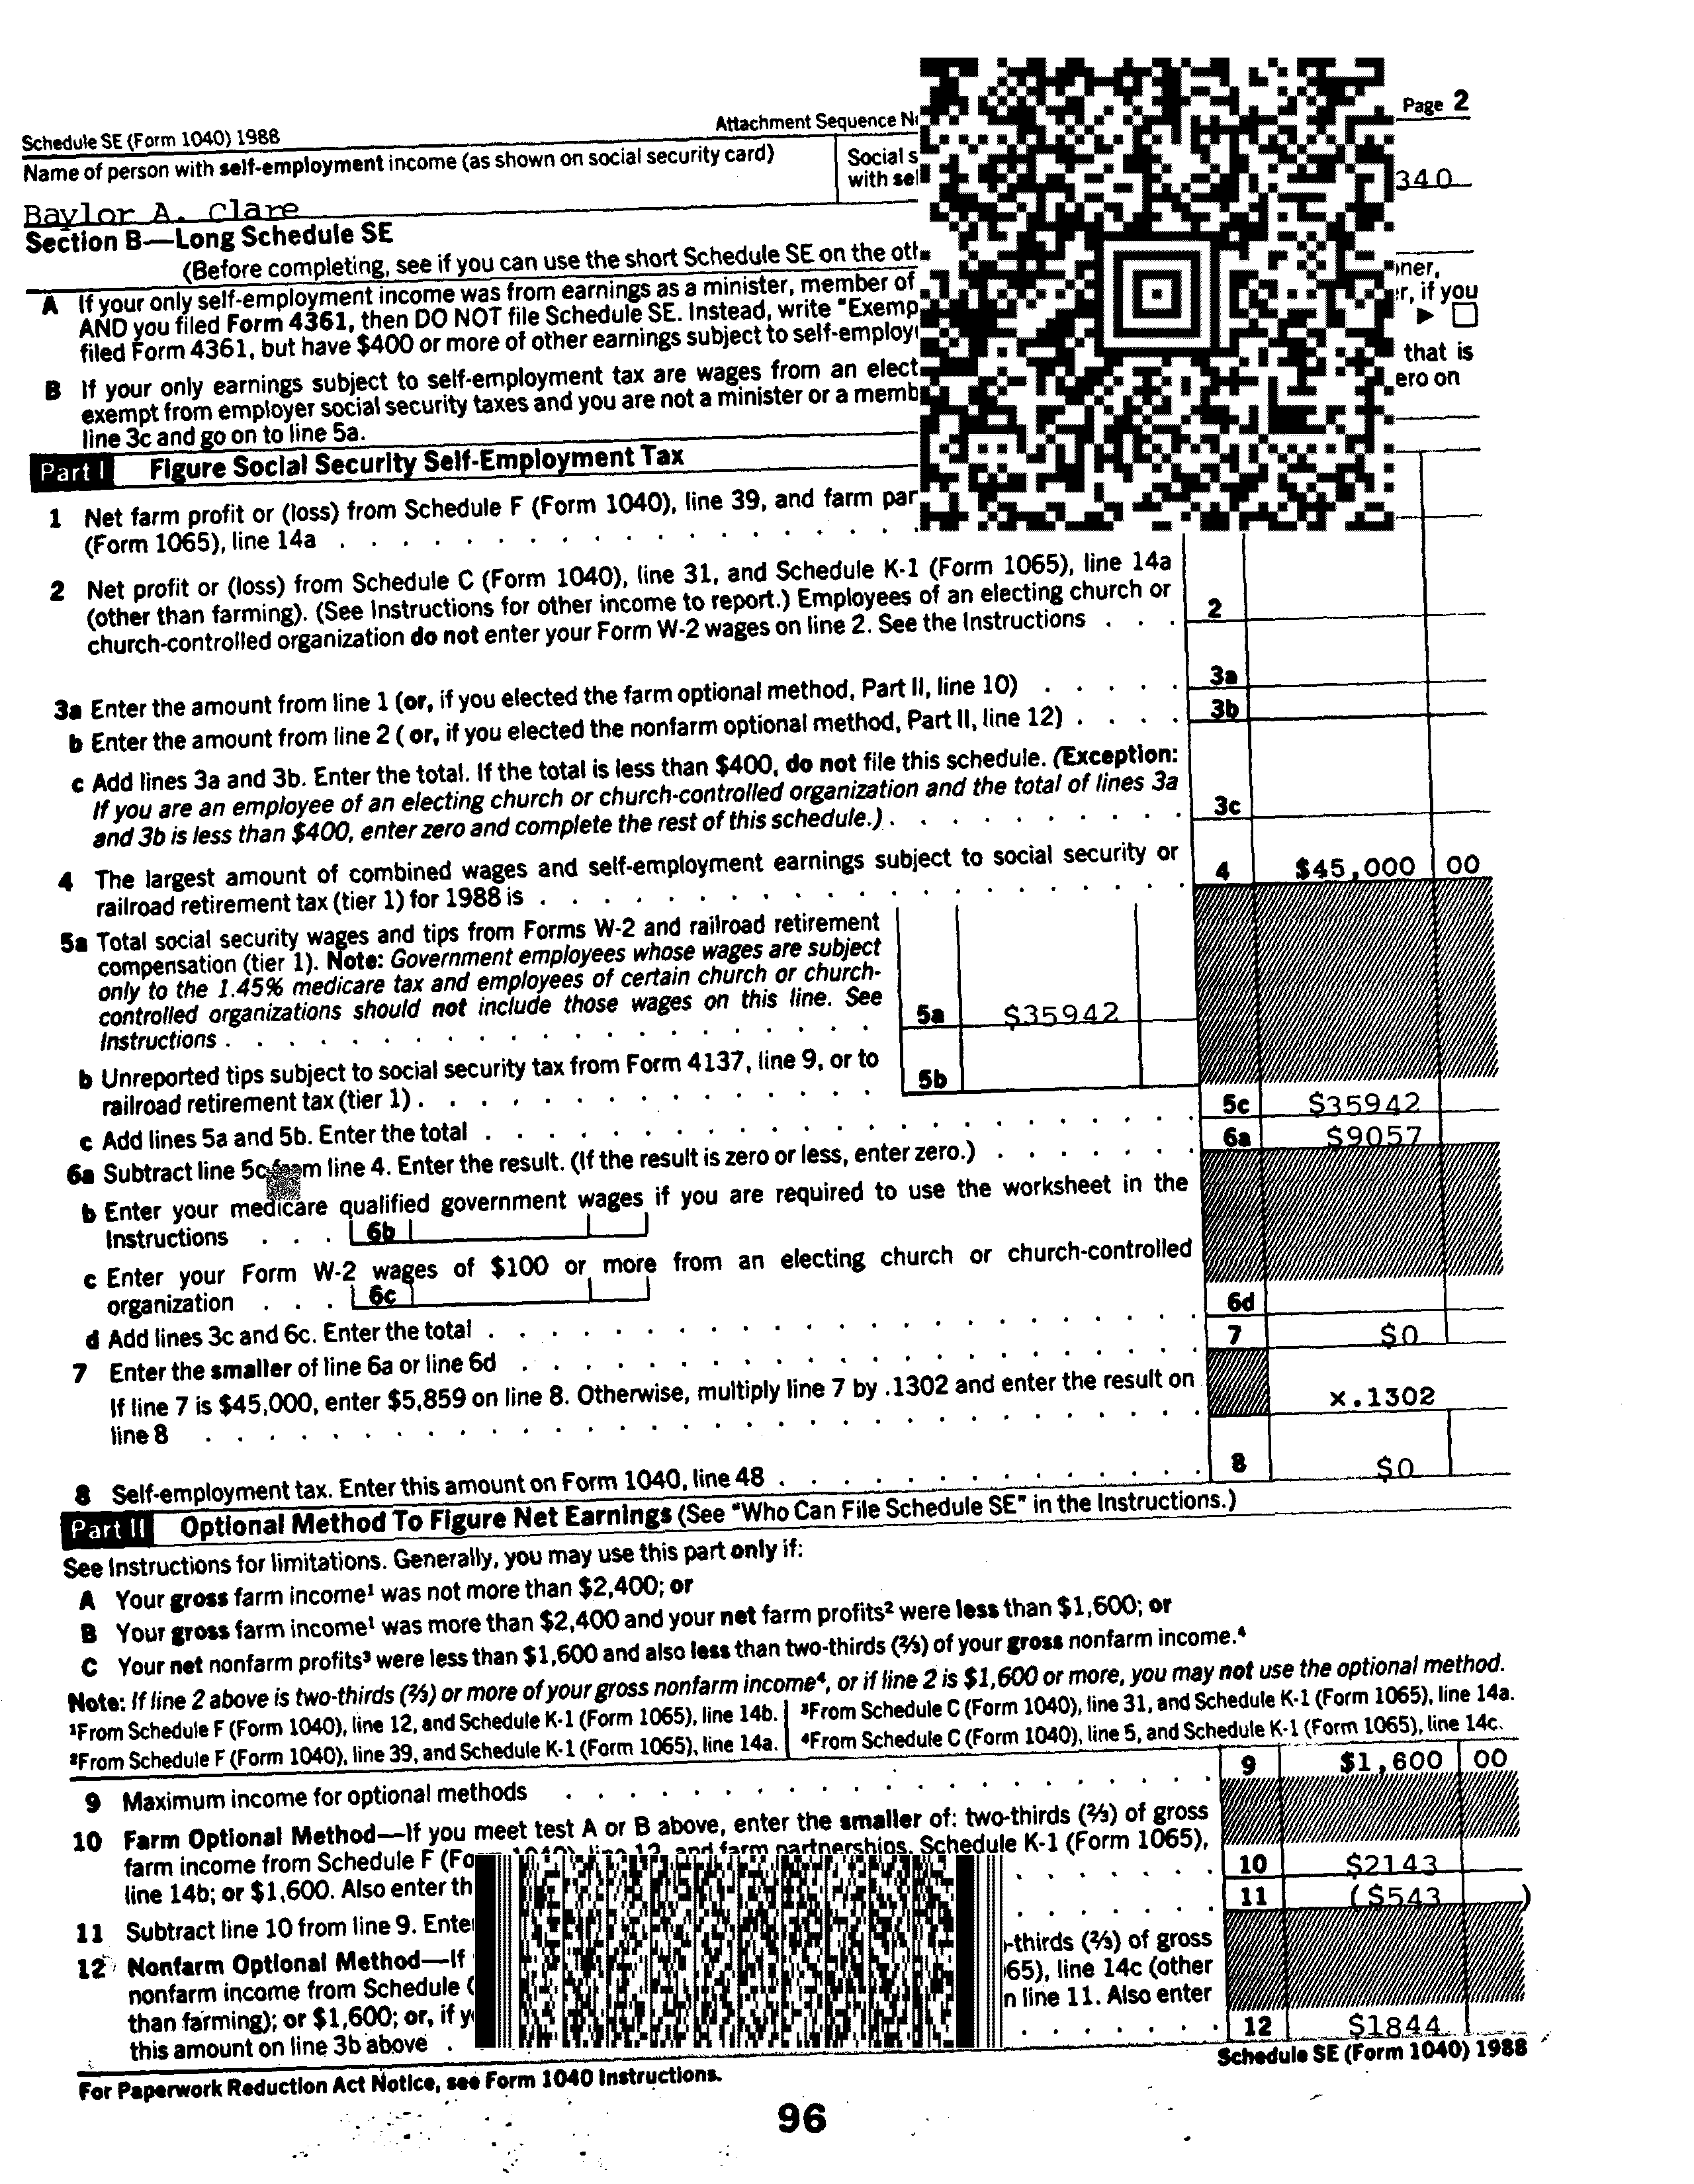 Schedule SE (Form 1040) 1988
Attachment Sequence
Page 2
Name of person with self-employment income (as shown on social security card)
Social
with
340
Baylor A. Clare
Section B—Long Schedule SE
(Before completing, see if you can use the short Schedule SE on the
A If your only self-employment income was from earnings as a minister, member of
AND you filed Form 4361, then DO NOT file Schedule SE. Instead, write "Exemp
r, if you
filed Form 4361, but have $400 or more of other earnings subject to self-employ
►
B If your only earnings subject to self-employment tax are wages from an elect
that is
exempt from employer social security taxes and you are not a minister or a memb
ero on
line 3c and go on to line 5a.
Part I Figure Social Security Self-Employment Tax
1 Net farm profit or (loss) from Schedule F (Form 1040), line 39, and farm par
(Form 1065), line 14a
2 Net profit or (loss) from Schedule C (Form 1040), line 31, and Schedule K-1 (Form 1065), line 14a
(other than farming). (See Instructions for other income to report.) Employees of an electing church or
church-controlled organization do not enter your Form W-2 wages on line 2. See the Instructions . . . 2
3a Enter the amount from line 1 (or, if you elected the farm optional method, Part II, line 10) . . . . . 3a
b Enter the amount from line 2 ( or, if you elected the nonfarm optional method, Part II, line 12) . . . . 3b
c Add lines 3a and 3b. Enter the total. If the total is less than $400, do not file this schedule. (Exception:
If you are an employee of an electing church or church-controlled organization and the total of lines 3a
and 3b is less than $400, enter zero and complete the rest of this schedule.) . . . . . . . . . . 3c
4 The largest amount of combined wages and self-employment earnings subject to social security or
railroad retirement tax (tier 1) for 1988 is . . . . . . . . . . 4 $45,000 00
5a Total social security wages and tips from Forms W-2 and railroad retirement
compensation (tier 1). Note: Government employees whose wages are subject
only to the 1.45% medicare tax and employees of certain church or church-
controlled organizations should not include those wages on this line. See
Instructions . . . . . . . . . . 5a $35942
b Unreported tips subject to social security tax from Form 4137, line 9, or to
railroad retirement tax (tier 1) . . . . . . . . . . 5b
c Add lines 5a and 5b. Enter the total . . . . . . . . . . 5c $35942
6a Subtract line 5c from line 4. Enter the result. (If the result is zero or less, enter zero.) . . . . . . . 6a $9057
b Enter your medicare qualified government wages if you are required to use the worksheet in the
Instructions . . . 6b
c Enter your Form W-2 wages of $100 or more from an electing church or church-controlled
organization . . . 6c
d Add lines 3c and 6c. Enter the total . . . . . . . . . . 6d
7 Enter the smaller of line 6a or line 6d . . . . . . . . . . 7 $0
If line 7 is $45,000, enter $5,859 on line 8. Otherwise, multiply line 7 by .1302 and enter the result on
line 8 . . . . . . . . . . x.1302
8 Self-employment tax. Enter this amount on Form 1040, line 48 . . . . . . . . . . 8 $0
Part II Optional Method To Figure Net Earnings (See "Who Can File Schedule SE" in the Instructions.)
See Instructions for limitations. Generally, you may use this part only if:
A Your gross farm income¹ was not more than $2,400; or
B Your gross farm income¹ was more than $2,400 and your net farm profits² were less than $1,600; or
C Your net nonfarm profits³ were less than $1,600 and also less than two-thirds (⅔) of your gross nonfarm income.⁴
Note: If line 2 above is two-thirds (⅔) or more of your gross nonfarm income⁴, or if line 2 is $1,600 or more, you may not use the optional method.
¹From Schedule F (Form 1040), line 12, and Schedule K-1 (Form 1065), line 14b.
³From Schedule C (Form 1040), line 31, and Schedule K-1 (Form 1065), line 14a.
²From Schedule F (Form 1040), line 39, and Schedule K-1 (Form 1065), line 14a.
⁴From Schedule C (Form 1040), line 5, and Schedule K-1 (Form 1065), line 14c.
9 Maximum income for optional methods . . . . . . . . . . 9 $1,600 00
10 Farm Optional Method—If you meet test A or B above, enter the smaller of: two-thirds (⅔) of gross
farm income from Schedule F (Form 1040), line 12, and farm partnerships, Schedule K-1 (Form 1065),
line 14b; or $1,600. Also enter th . . . . . . 10 $2143
11 Subtract line 10 from line 9. Ente . . . . . . 11 ($543 )
12 Nonfarm Optional Method—If
-thirds (⅔) of gross
nonfarm income from Schedule
65), line 14c (other
than farming); or $1,600; or, if
n line 11. Also enter
this amount on line 3b above . . . . . . . . 12 $1844
Schedule SE (Form 1040) 1988
For Paperwork Reduction Act Notice, see Form 1040 Instructions.
96